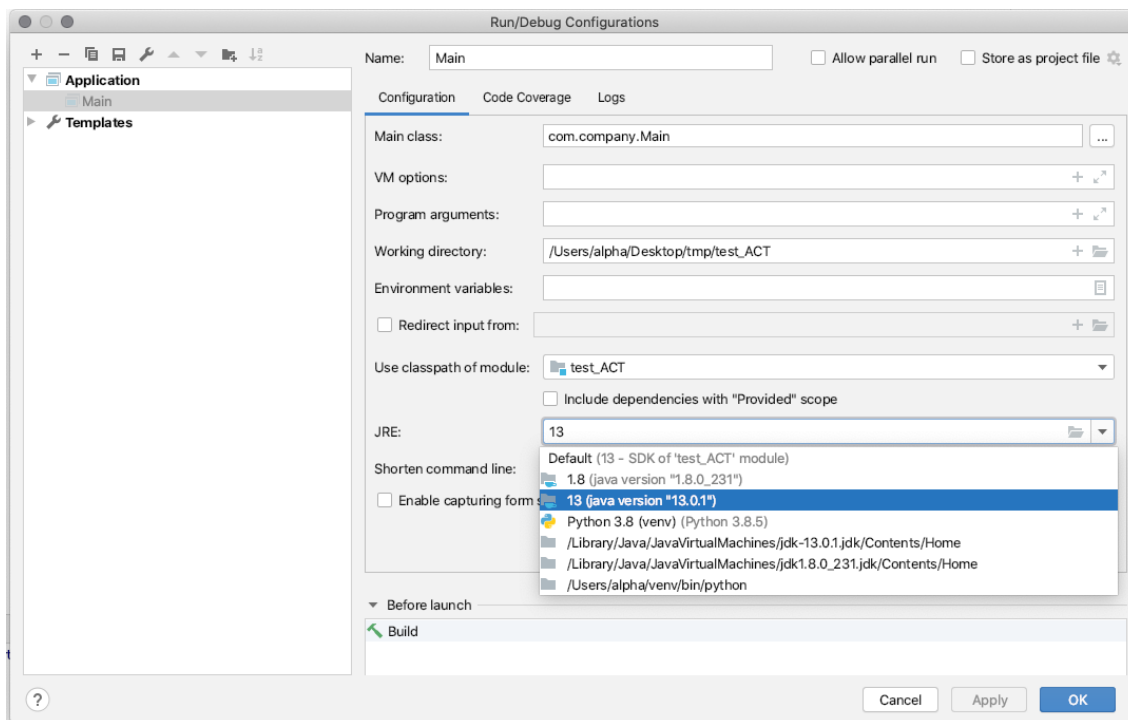 Run/Debug Configurations
Application
Main
Templates
Name: Main
Allow parallel run
Store as project file
Configuration Code Coverage Logs
Main class: com.company.Main ...
VM options:
Program arguments:
Working directory: /Users/alpha/Desktop/tmp/test_ACT
Environment variables:
Redirect input from:
Use classpath of module: test_ACT
Include dependencies with "Provided" scope
JRE: 13
Default (13 - SDK of 'test_ACT' module)
Shorten command line:
1.8 (java version "1.8.0_231")
Enable capturing form
13 (java version "13.0.1")
Python 3.8 (venv) (Python 3.8.5)
/Library/Java/JavaVirtualMachines/jdk-13.0.1.jdk/Contents/Home
/Library/Java/JavaVirtualMachines/jdk1.8.0_231.jdk/Contents/Home
/Users/alpha/venv/bin/python
Before launch
Build
? Cancel Apply OK